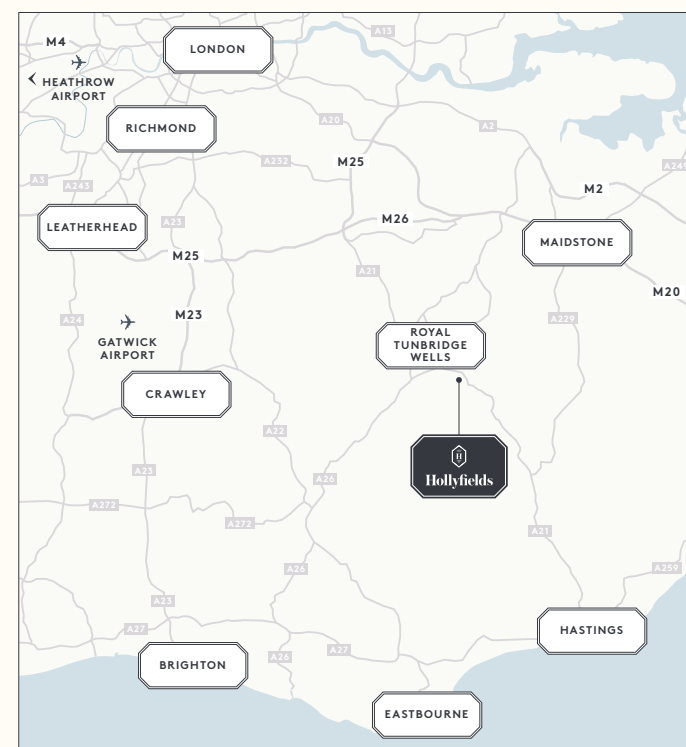 A13
M4
LONDON
HEATHROW
AIRPORT
A20
A2
RICHMOND
A232
M25
A249
A3
A243
M2
A23
M26
LEATHERHEAD
MAIDSTONE
M25
A21
M20
M23
A24
A229
GATWICK
AIRPORT
ROYAL
TUNBRIDGE
WELLS
CRAWLEY
A22
H
Hollyfields
A23
A26
A272
A272
A21
A26
A259
A23
A27
HASTINGS
A27
A26
BRIGHTON
EASTBOURNE